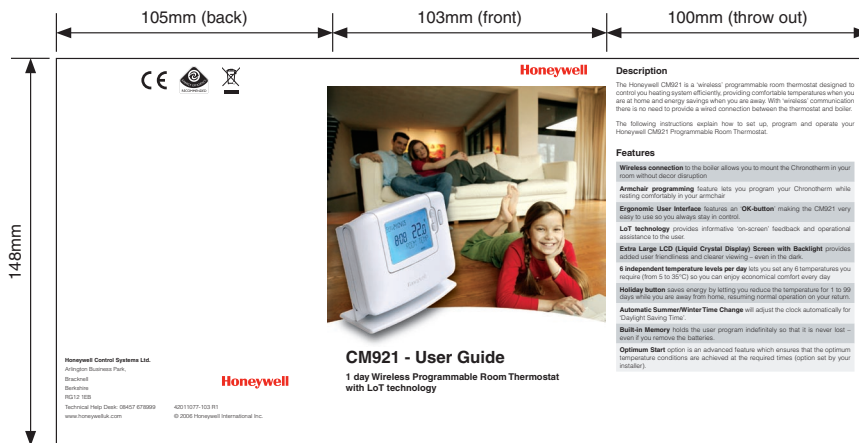 105mm (back)
103mm (front)
100mm (throw out)
148mm
RECOMMENDED
Honeywell Control Systems Ltd.
Arlington Business Park,
Bracknell
Berkshire
RG12 1EB
Technical Help Desk: 08457 678999
www.honeywelluk.com
42011077-103 R1
© 2006 Honeywell International Inc.
Honeywell
Honeywell
808 22.0
Honeywell
CM921 - User Guide
1 day Wireless Programmable Room Thermostat
with LoT technology
Description
The Honeywell CM921 is a 'wireless' programmable room thermostat designed to
control you heating system efficiently, providing comfortable temperatures when you
are at home and energy savings when you are away. With 'wireless' communication
there is no need to provide a wired connection between the thermostat and boiler.
The following instructions explain how to set up, program and operate your
Honeywell CM921 Programmable Room Thermostat.
Features
Wireless connection to the boiler allows you to mount the Chronotherm in your
room without decor disruption
Armchair programming feature lets you program your Chronotherm while
resting comfortably in your armchair
Ergonomic User Interface features an 'OK-button' making the CM921 very
easy to use so you always stay in control.
LoT technology provides informative 'on-screen' feedback and operational
assistance to the user.
Extra Large LCD (Liquid Crystal Display) Screen with Backlight provides
added user friendliness and clearer viewing – even in the dark.
6 independent temperature levels per day lets you set any 6 temperatures you
require (from 5 to 35°C) so you can enjoy economical comfort every day
Holiday button saves energy by letting you reduce the temperature for 1 to 99
days while you are away from home, resuming normal operation on your return.
Automatic Summer/Winter Time Change will adjust the clock automatically for
'Daylight Saving Time'.
Built-in Memory holds the user program indefinitely so that it is never lost –
even if you remove the batteries.
Optimum Start option is an advanced feature which ensures that the optimum
temperature conditions are achieved at the required times (option set by your
installer).